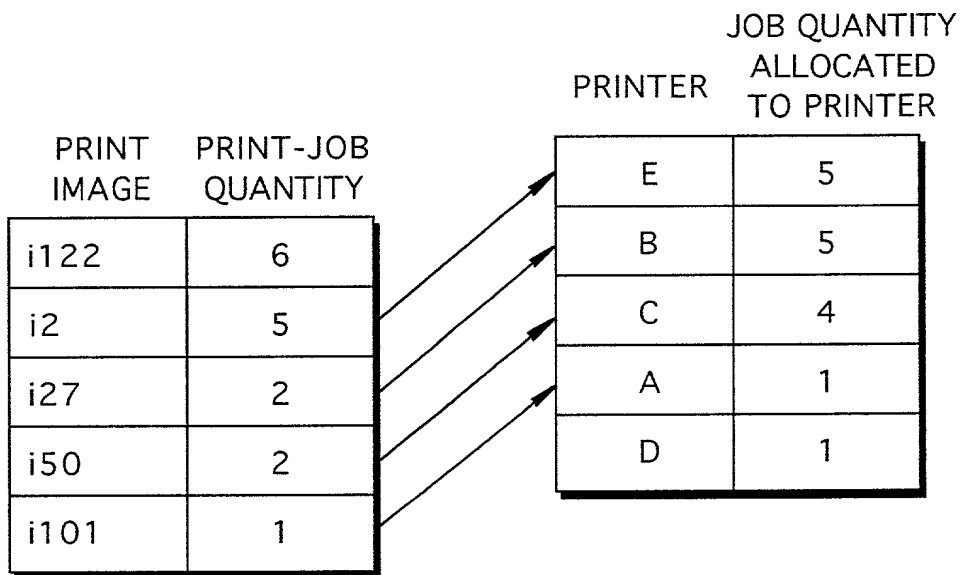 JOB QUANTITY
ALLOCATED
TO PRINTER
PRINTER
PRINT
IMAGE
PRINT-JOB
QUANTITY
i122 6
i2 5
i27 2
i50 2
i101 1
E 5
B 5
C 4
A 1
D 1